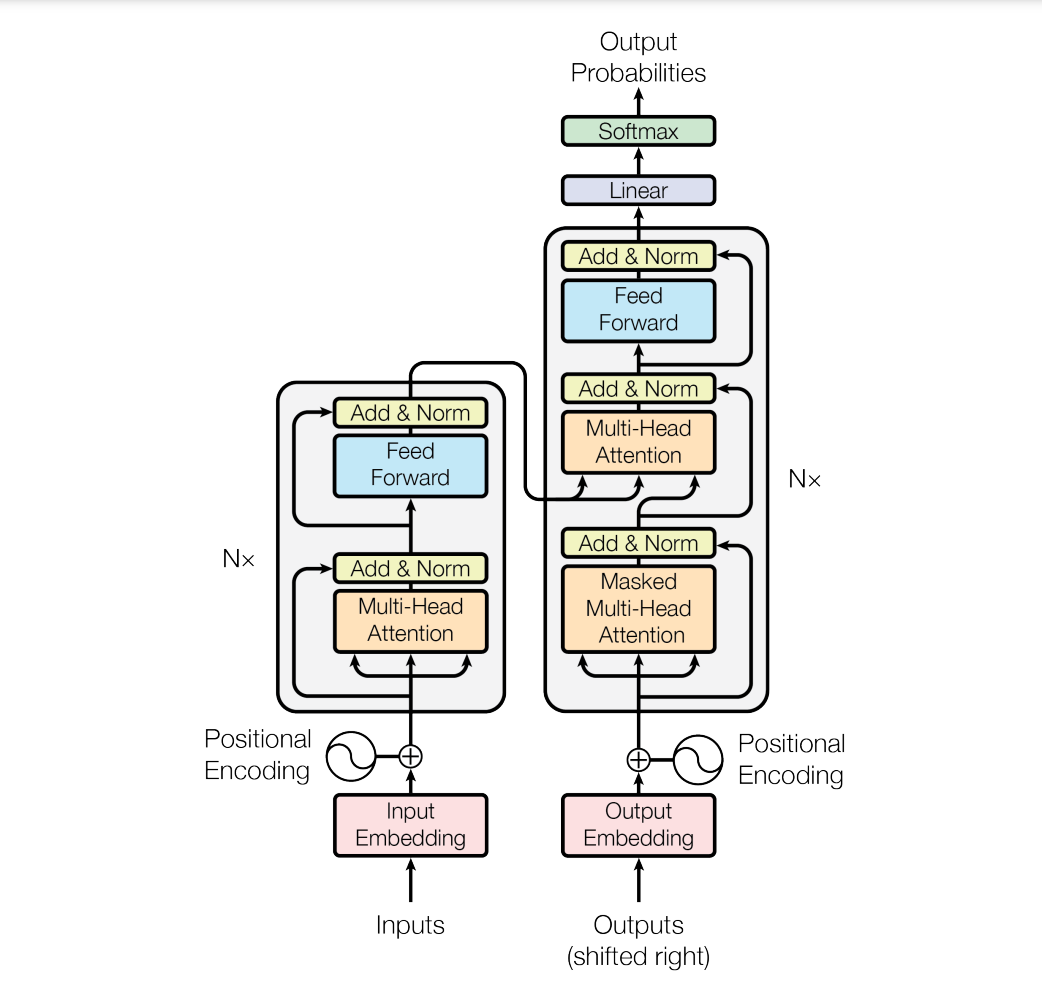 Output
Probabilities
Softmax
Linear
Add & Norm
Feed
Forward
Add & Norm
Multi-Head
Attention
Nx
Add & Norm
Masked
Multi-Head
Attention
Add & Norm
Feed
Forward
Nx
Add & Norm
Multi-Head
Attention
Positional
Encoding
Positional
Encoding
Input
Embedding
Output
Embedding
Inputs
Outputs
(shifted right)